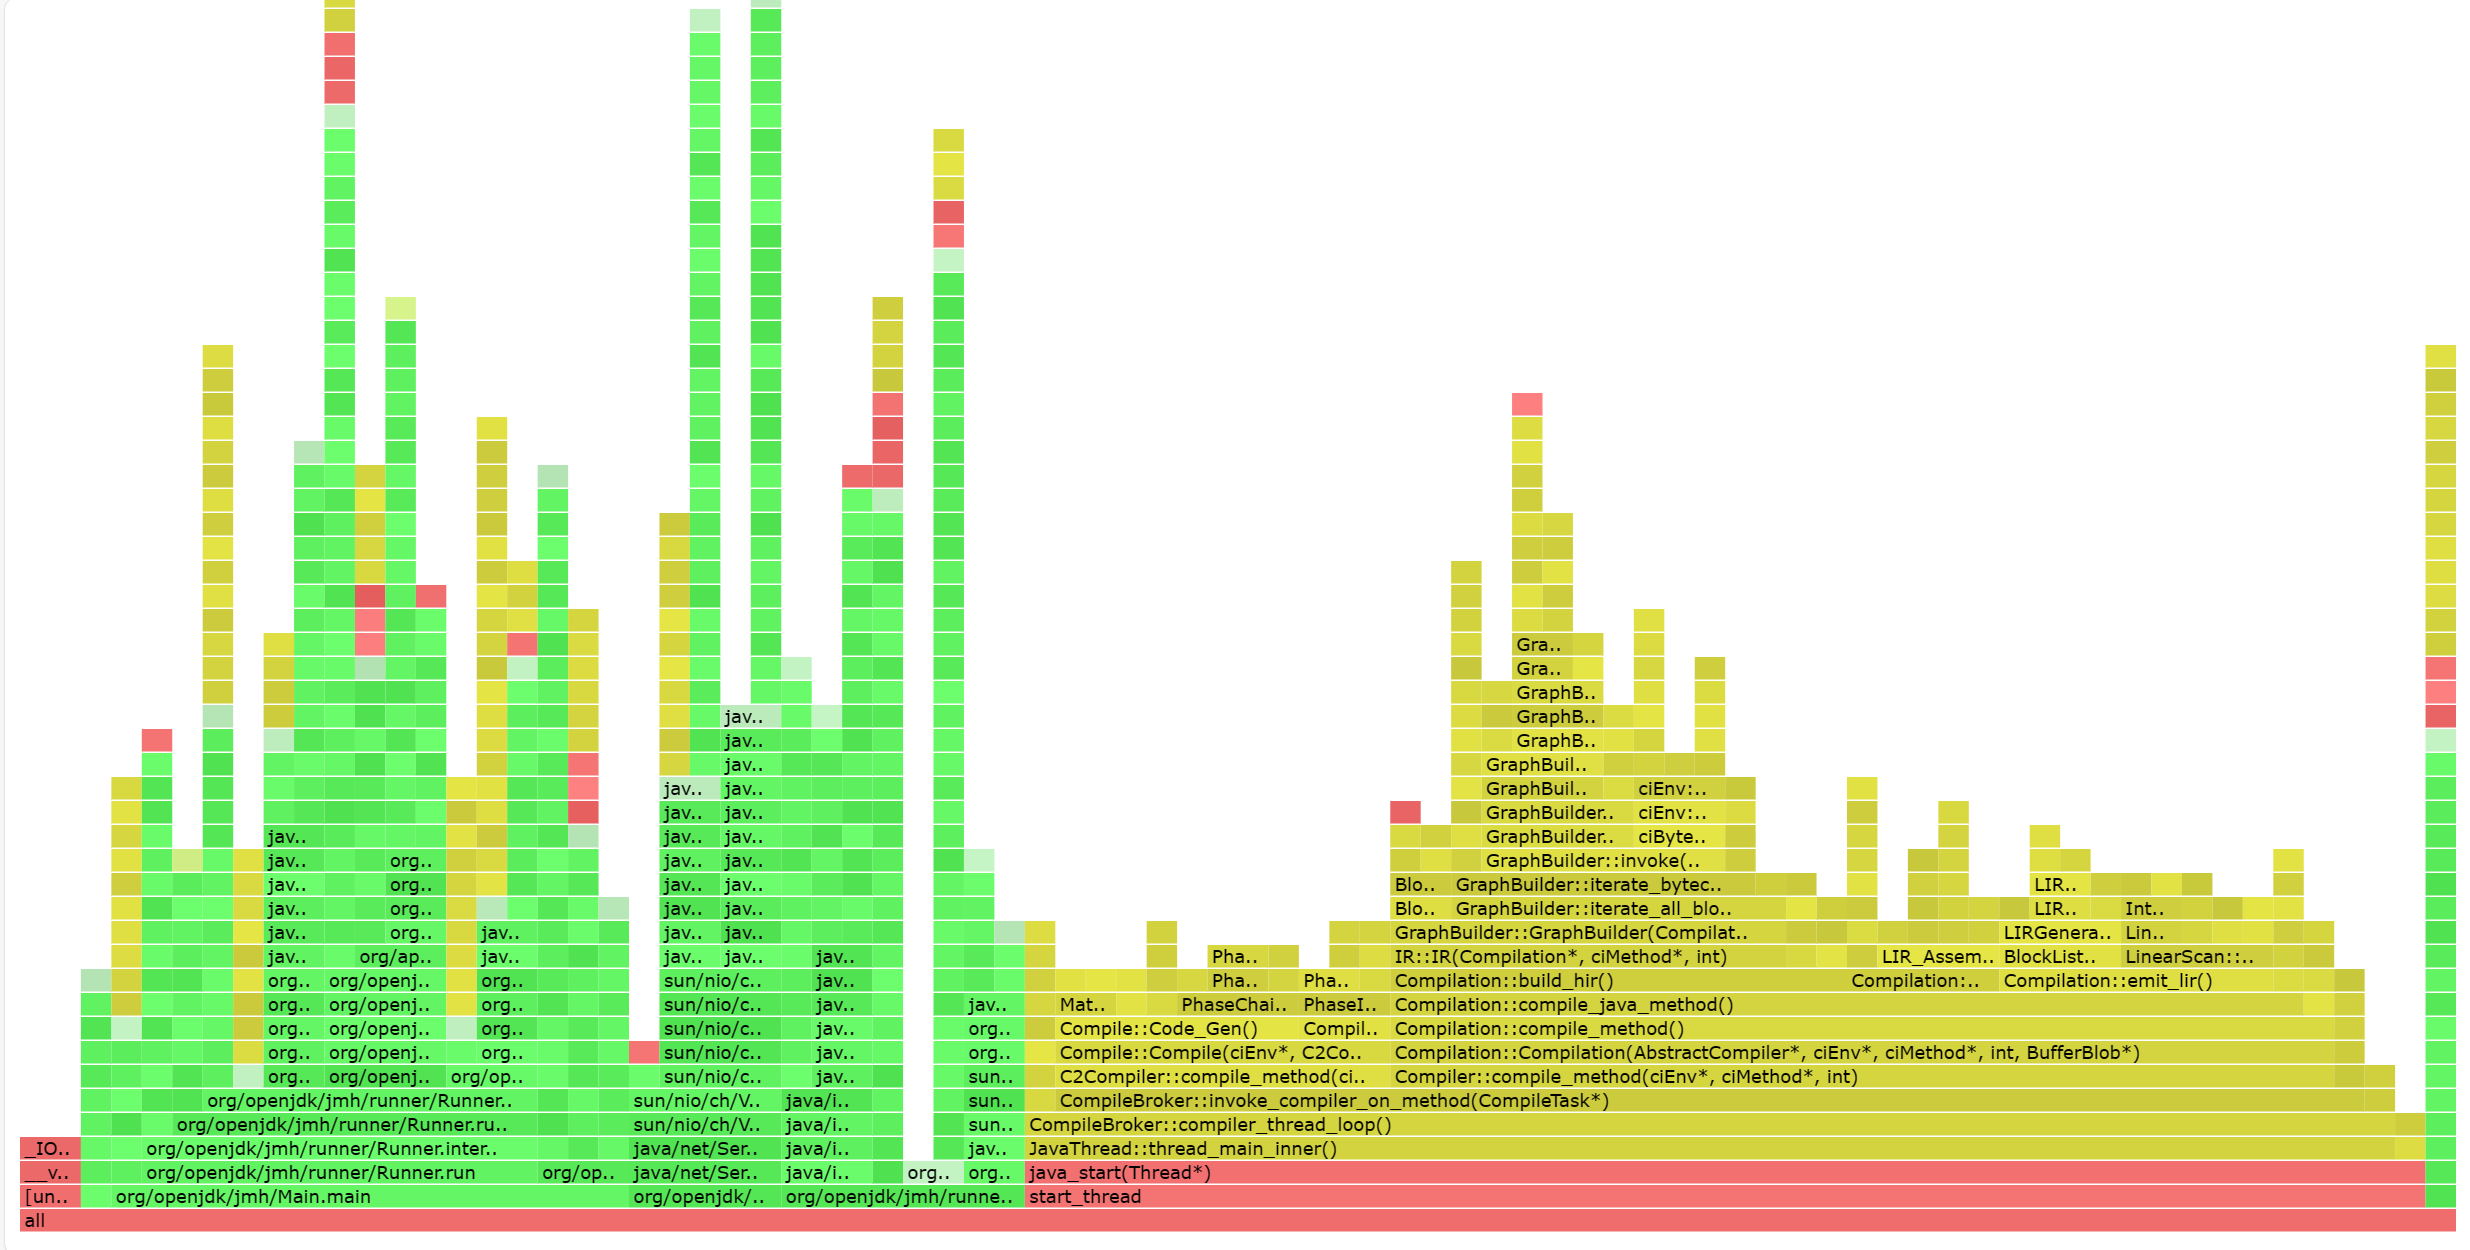 Gra..
Gra..
GraphB..
jav.. GraphB..
jav.. GraphB..
jav.. GraphBuil..
jav.. jav.. GraphBuil.. ciEnv:..
jav.. jav.. GraphBuilder.. ciEnv:..
jav.. jav.. jav.. GraphBuilder.. ciByte..
jav.. org.. jav.. jav.. GraphBuilder::invoke(..
jav.. org.. jav.. jav.. Blo.. GraphBuilder::iterate_bytec.. LIR..
jav.. org.. jav.. jav.. Blo.. GraphBuilder::iterate_all_blo.. LIR.. Int..
jav.. org.. jav.. jav.. jav.. GraphBuilder::GraphBuilder(Compilat.. LIRGenera.. Lin..
jav.. org/ap.. jav.. jav.. jav.. jav.. Pha.. IR::IR(Compilation*, ciMethod*, int) LIR_Assem.. BlockList.. LinearScan::..
org.. org/openj.. org.. sun/nio/c.. jav.. Pha.. Pha.. Compilation::build_hir() Compilation:.. Compilation::emit_lir()
org.. org/openj.. org.. sun/nio/c.. jav.. jav.. Mat.. PhaseChai.. PhaseI.. Compilation::compile_java_method()
org.. org/openj.. org.. sun/nio/c.. jav.. org.. Compile::Code_Gen() Compil.. Compilation::compile_method()
org.. org/openj.. org.. sun/nio/c.. jav.. org.. Compile::Compile(ciEnv*, C2Co.. Compilation::Compilation(AbstractCompiler*, ciEnv*, ciMethod*, int, BufferBlob*)
org.. org/openj.. org/op.. sun/nio/c.. jav.. sun.. C2Compiler::compile_method(ci.. Compiler::compile_method(ciEnv*, ciMethod*, int)
org/openjdk/jmh/runner/Runner.. sun/nio/ch/V.. java/i.. sun.. CompileBroker::invoke_compiler_on_method(CompileTask*)
org/openjdk/jmh/runner/Runner.ru.. sun/nio/ch/V.. java/i.. sun.. CompileBroker::compiler_thread_loop()
_IO.. org/openjdk/jmh/runner/Runner.inter.. java/net/Ser.. java/i.. jav.. JavaThread::thread_main_inner()
__v.. org/openjdk/jmh/runner/Runner.run org/op.. java/net/Ser.. java/i.. org.. org.. java_start(Thread*)
[un.. org/openjdk/jmh/Main.main org/openjdk/.. org/openjdk/jmh/runne.. start_thread
all